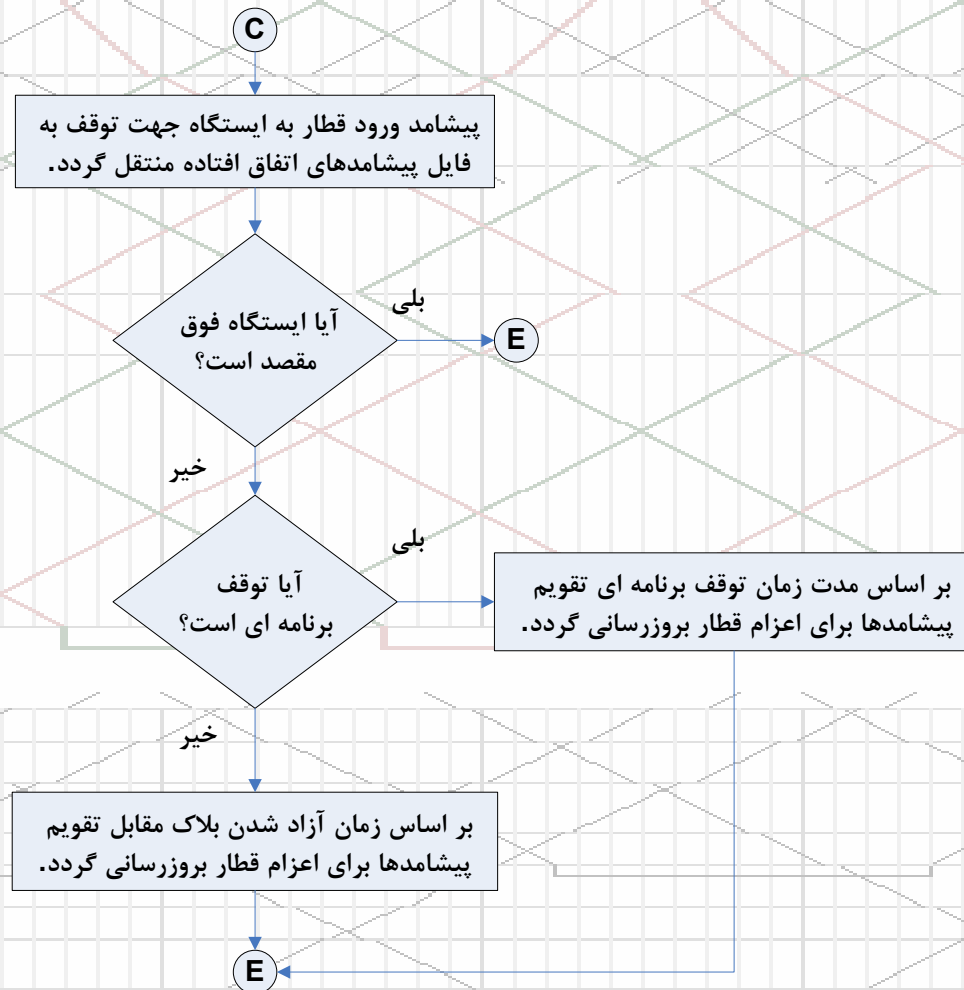 C
پیشامد ورود قطار به ایستگاه جهت توقف به
فایل پیشامدهای اتفاق افتاده منتقل گردد.
آیا ایستگاه فوق
مقصد است؟
بلی
E
خیر
آیا توقف
برنامه ای است؟
بلی
بر اساس مدت زمان توقف برنامه ای تقویم
پیشامدها برای اعزام قطار بروزرسانی گردد.
خیر
بر اساس زمان آزاد شدن بلاک مقابل تقویم
پیشامدها برای اعزام قطار بروزرسانی گردد.
E